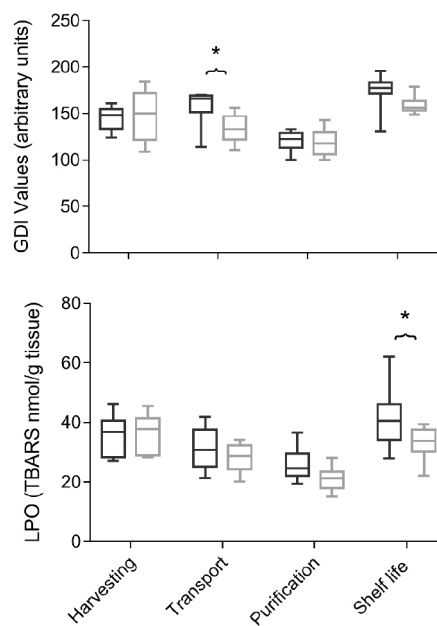 250
200
150
100
50
0
GDI Values (arbitrary units)
*
80
60
40
20
0
LPO (TBARS nmol/g tissue)
*
Harvesting
Transport
Purification
Shelf life